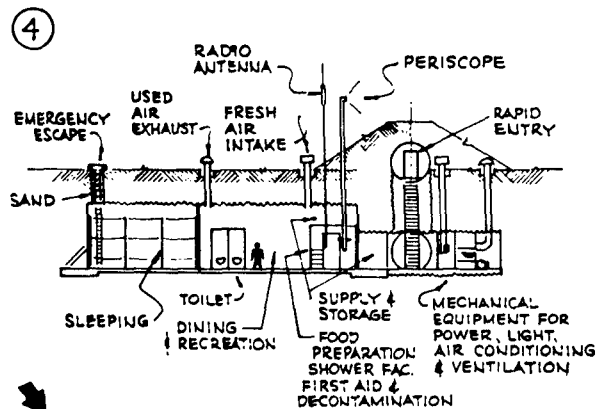 4
RADIO
ANTENNA
PERISCOPE
USED
AIR
EXHAUST
FRESH
AIR
INTAKE
EMERGENCY
ESCAPE
RAPID
ENTRY
SAND
SLEEPING
TOILET
DINING
& RECREATION
SUPPLY &
STORAGE
FOOD
PREPARATION
SHOWER FAC.
FIRST AID &
DECONTAMINATION
MECHANICAL
EQUIPMENT FOR
POWER, LIGHT,
AIR CONDITIONING
& VENTILATION